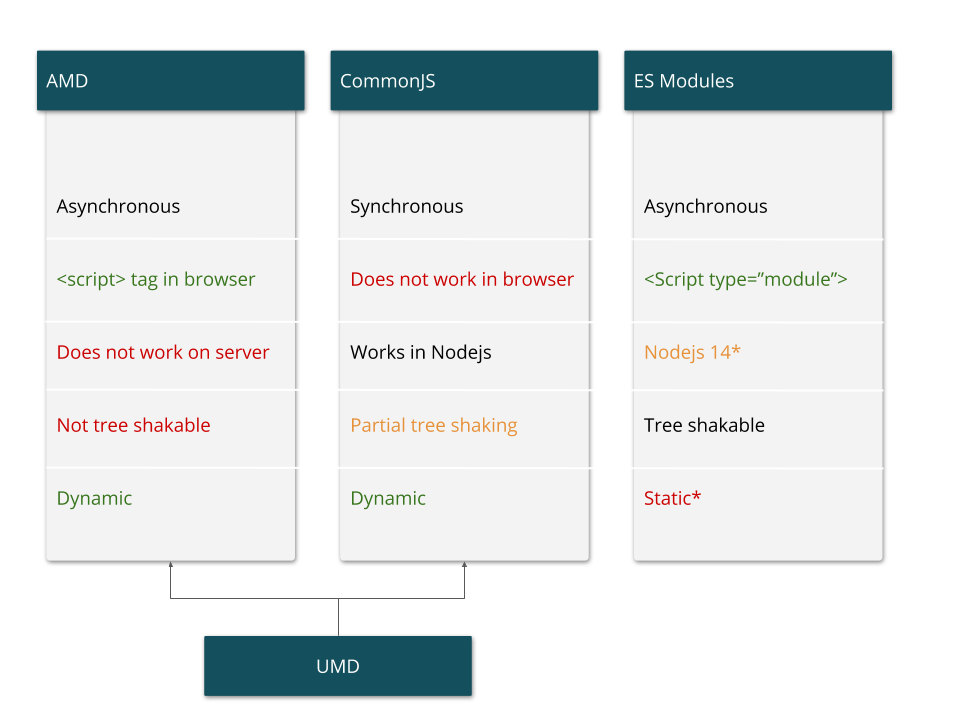 AMD
Asynchronous
<script> tag in browser
Does not work on server
Not tree shakable
Dynamic
CommonJS
Synchronous
Does not work in browser
Works in Nodejs
Partial tree shaking
Dynamic
ES Modules
Asynchronous
<Script type=”module”>
Nodejs 14*
Tree shakable
Static*
UMD